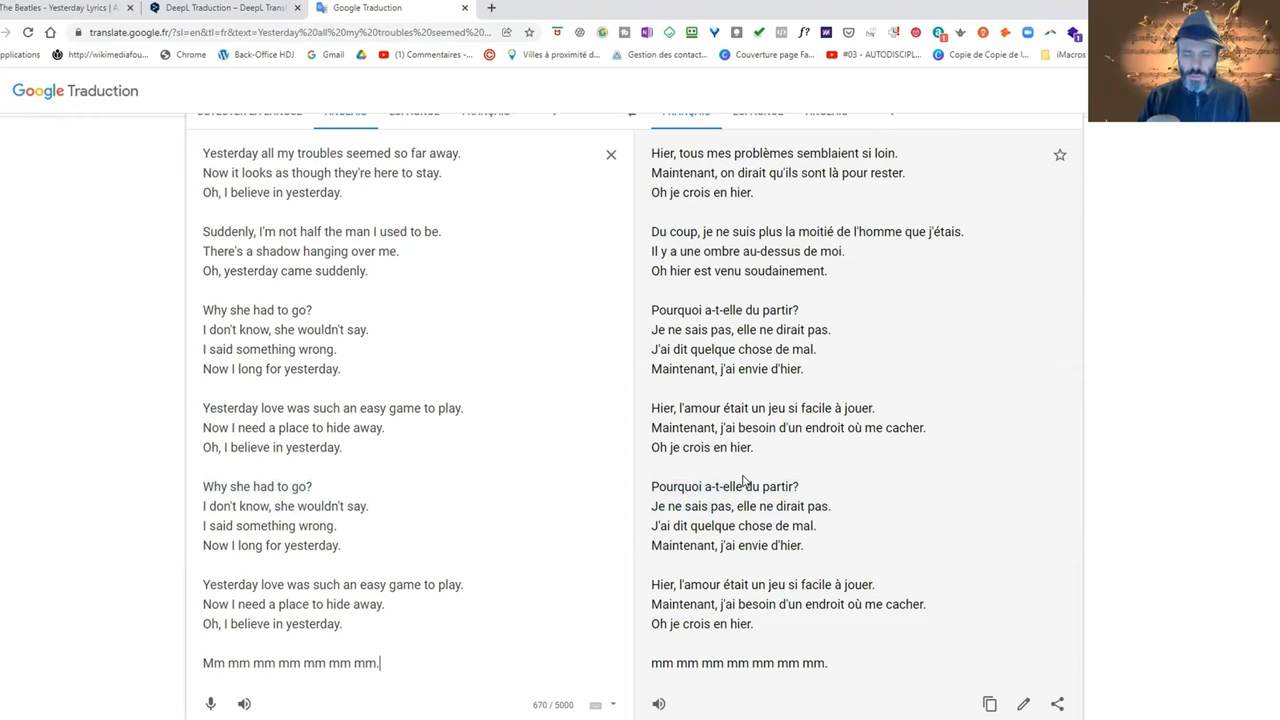 The Beatles - Yesterday Lyrics | A
DeepL Traduction – DeepL Transl
Google Traduction
translate.google.fr/?sl=en&tl=fr&text=Yesterday%20all%20my%20troubles%20seemed%20...
plications
http://wikimediafou...
Chrome
Back-Office HDJ
Gmail
YouTube
Villes à proximité d...
Gestion des contact...
Couverture page Fa...
#03 - AUTODISCIPL...
(1) Commentaires -...
Copie de Copie de l...
iMacros
Google Traduction
DÉTECTER LA LANGUE
ANGLAIS
ESPAGNOL
FRANÇAIS
FRANÇAIS
ESPAGNOL
ANGLAIS
Yesterday all my troubles seemed so far away.
Now it looks as though they're here to stay.
Oh, I believe in yesterday.
Suddenly, I'm not half the man I used to be.
There's a shadow hanging over me.
Oh, yesterday came suddenly.
Why she had to go?
I don't know, she wouldn't say.
I said something wrong.
Now I long for yesterday.
Yesterday love was such an easy game to play.
Now I need a place to hide away.
Oh, I believe in yesterday.
Why she had to go?
I don't know, she wouldn't say.
I said something wrong.
Now I long for yesterday.
Yesterday love was such an easy game to play.
Now I need a place to hide away.
Oh, I believe in yesterday.
Mm mm mm mm mm mm mm.
670 / 5000
Hier, tous mes problèmes semblaient si loin.
Maintenant, on dirait qu'ils sont là pour rester.
Oh je crois en hier.
Du coup, je ne suis plus la moitié de l'homme que j'étais.
Il y a une ombre au-dessus de moi.
Oh hier est venu soudainement.
Pourquoi a-t-elle du partir?
Je ne sais pas, elle ne dirait pas.
J'ai dit quelque chose de mal.
Maintenant, j'ai envie d'hier.
Hier, l'amour était un jeu si facile à jouer.
Maintenant, j'ai besoin d'un endroit où me cacher.
Oh je crois en hier.
Pourquoi a-t-elle du partir?
Je ne sais pas, elle ne dirait pas.
J'ai dit quelque chose de mal.
Maintenant, j'ai envie d'hier.
Hier, l'amour était un jeu si facile à jouer.
Maintenant, j'ai besoin d'un endroit où me cacher.
Oh je crois en hier.
mm mm mm mm mm mm mm.